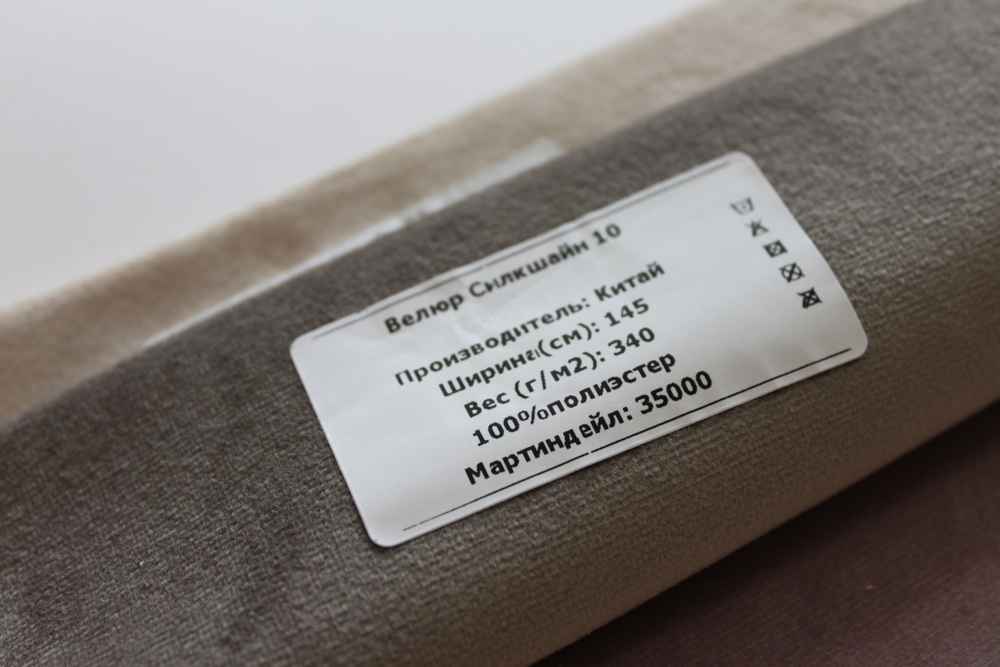 Велюр Силкшайн 10
Производитель: Китай
Ширина(см): 145
Вес (г/м2): 340
100%полиэстер
Мартиндейл: 35000